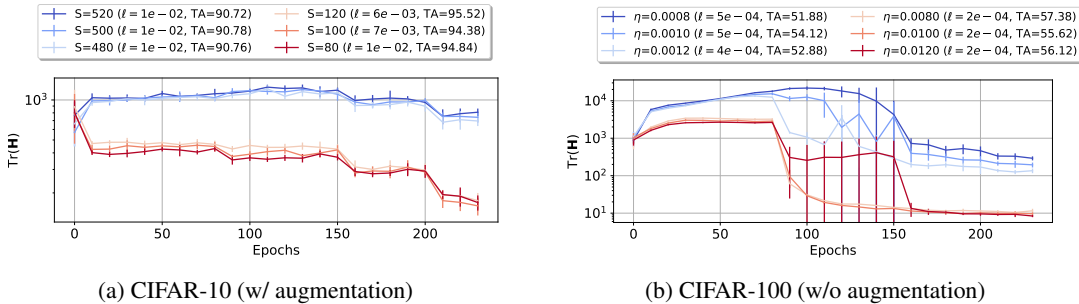 S=520 (ℓ = 1e−02, TA=90.72)
S=500 (ℓ = 1e−02, TA=90.78)
S=480 (ℓ = 1e−02, TA=90.76)
S=120 (ℓ = 6e−03, TA=95.52)
S=100 (ℓ = 7e−03, TA=94.38)
S=80 (ℓ = 1e−02, TA=94.84)
Tr(H)
10³
0 50 100 150 200
Epochs
(a) CIFAR-10 (w/ augmentation)
η=0.0008 (ℓ = 5e−04, TA=51.88)
η=0.0010 (ℓ = 5e−04, TA=54.12)
η=0.0012 (ℓ = 4e−04, TA=52.88)
η=0.0080 (ℓ = 2e−04, TA=57.38)
η=0.0100 (ℓ = 2e−04, TA=55.62)
η=0.0120 (ℓ = 2e−04, TA=56.12)
Tr(H)
10⁴
10³
10²
10¹
0 50 100 150 200
Epochs
(b) CIFAR-100 (w/o augmentation)